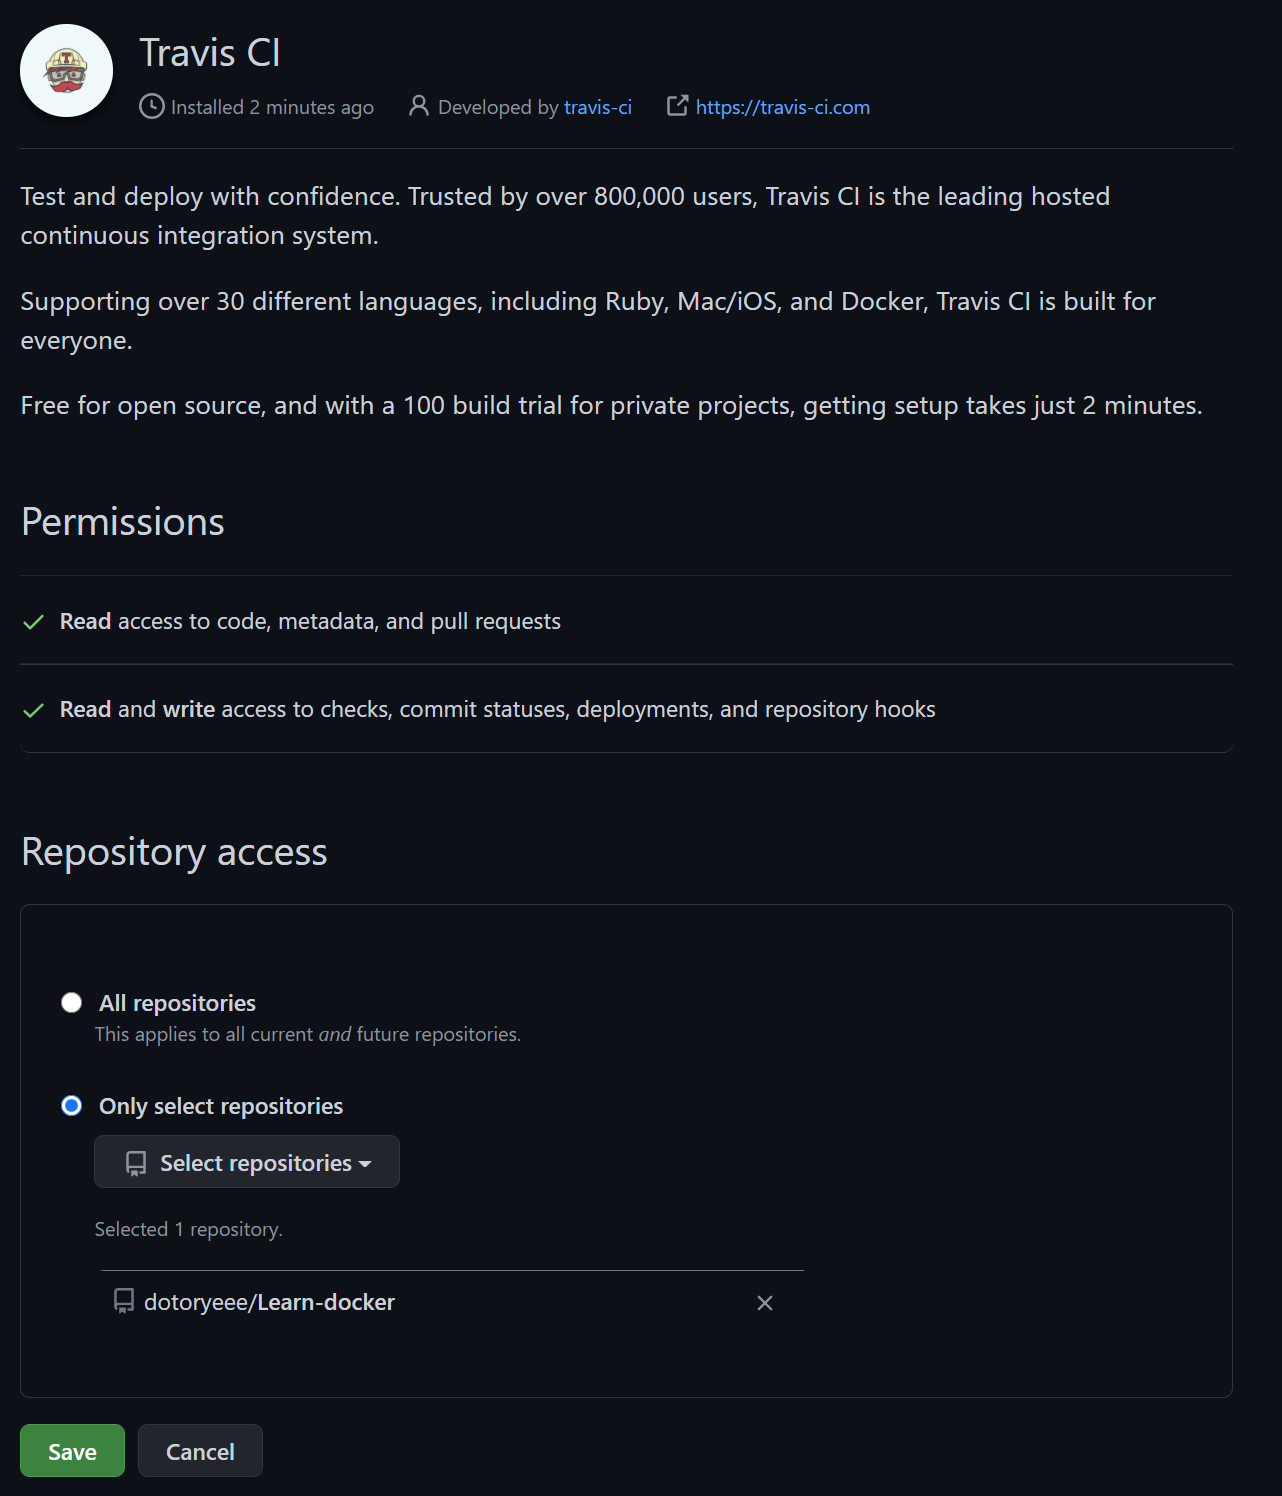 Travis CI
Installed 2 minutes ago Developed by travis-ci https://travis-ci.com
Test and deploy with confidence. Trusted by over 800,000 users, Travis CI is the leading hosted
continuous integration system.
Supporting over 30 different languages, including Ruby, Mac/iOS, and Docker, Travis CI is built for
everyone.
Free for open source, and with a 100 build trial for private projects, getting setup takes just 2 minutes.
Permissions
Read access to code, metadata, and pull requests
Read and write access to checks, commit statuses, deployments, and repository hooks
Repository access
All repositories
This applies to all current and future repositories.
Only select repositories
Select repositories
Selected 1 repository.
dotoryeee/Learn-docker
Save Cancel